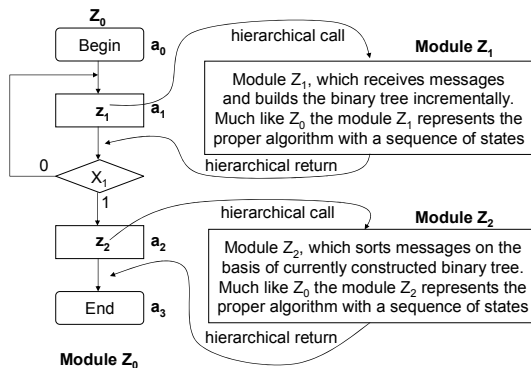 Z0
Begin
a0
hierarchical call
Module Z1
z1
a1
Module Z1, which receives messages
and builds the binary tree incrementally.
Much like Z0 the module Z1 represents the
proper algorithm with a sequence of states
hierarchical return
0
X1
1
hierarchical call
Module Z2
z2
a2
Module Z2, which sorts messages on the
basis of currently constructed binary tree.
Much like Z0 the module Z2 represents the
proper algorithm with a sequence of states
End
a3
hierarchical return
Module Z0